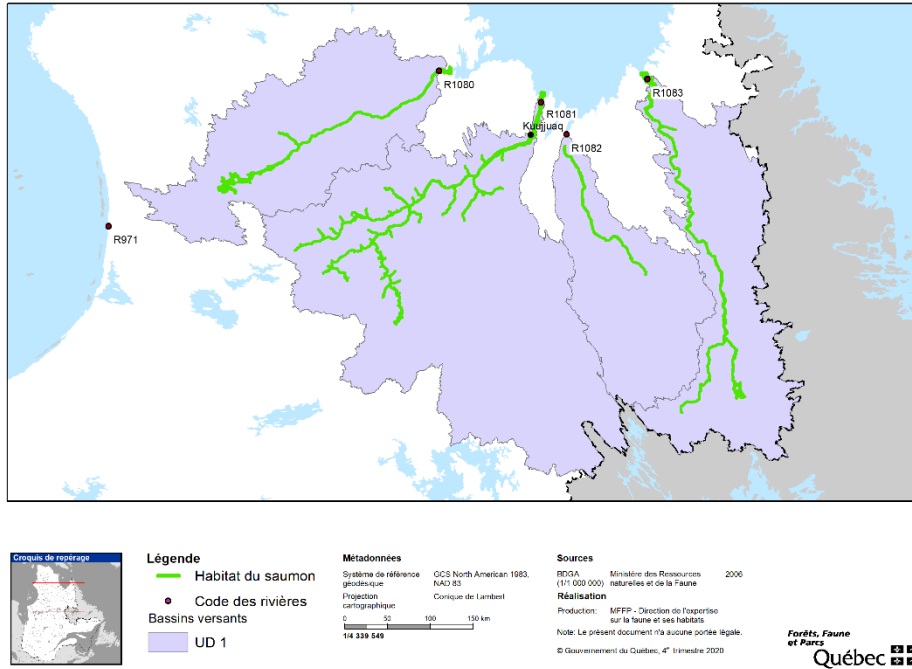 R1080
R1083
R1081
Kuujjuaq
R1082
R971
Croquis de repérage
Légende
Habitat du saumon
Code des rivières
Bassins versants
UD 1
Métadonnées
Système de référence géodésique
GCS North American 1983, NAD 83
Projection cartographique
Conique de Lambert
0 50 100 150 km
1/4 339 549
Sources
BDGA (1/1 000 000)
Ministère des Ressources naturelles et de la Faune
2006
Réalisation
Production: MFFP - Direction de l'expertise sur la faune et ses habitats
Note: Le présent document n'a aucune portée légale.
© Gouvernement du Québec, 4e trimestre 2020
Forêts, Faune
et Parcs
Québec